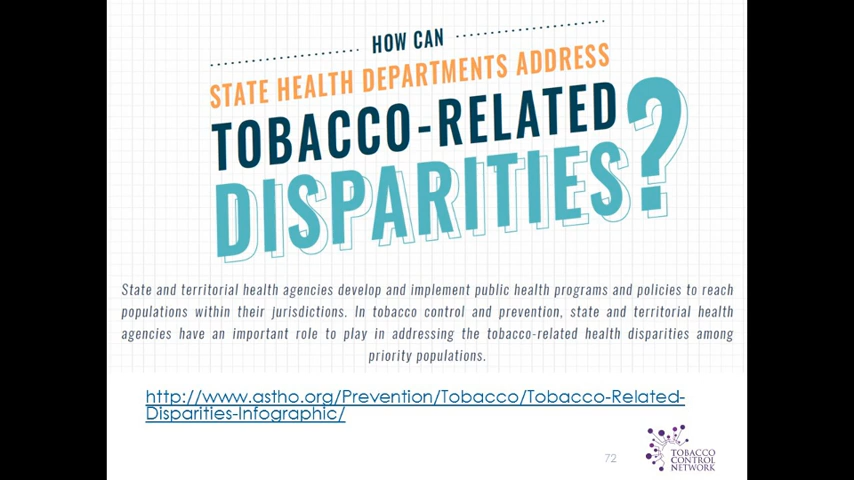 HOW CAN
STATE HEALTH DEPARTMENTS ADDRESS
TOBACCO-RELATED
DISPARITIES?
State and territorial health agencies develop and implement public health programs and policies to reach
populations within their jurisdictions. In tobacco control and prevention, state and territorial health
agencies have an important role to play in addressing the tobacco-related health disparities among
priority populations.
http://www.astho.org/Prevention/Tobacco/Tobacco-Related-
Disparities-Infographic/
72
TOBACCO
CONTROL
NETWORK